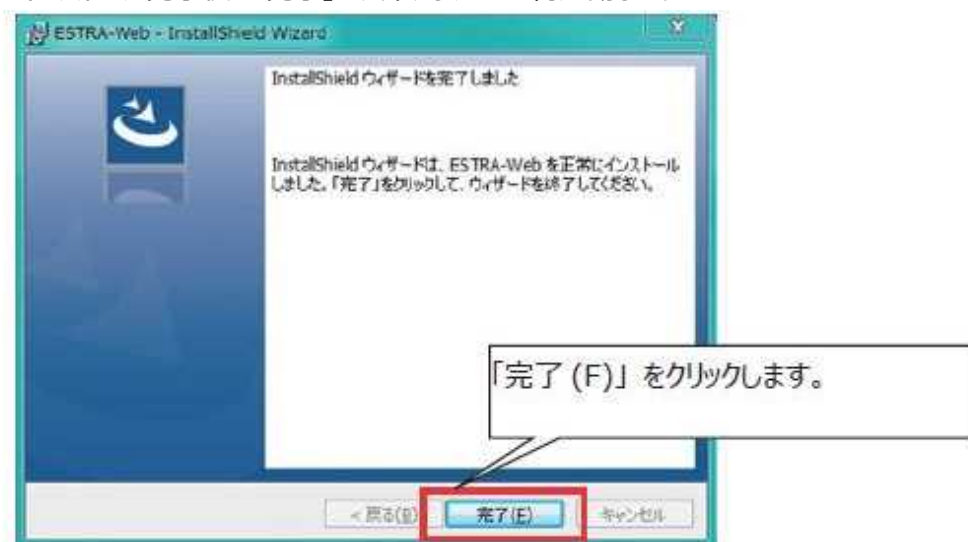 ESTRA-Web - InstallShield Wizard
InstallShield ウィザードを完了しました
InstallShield ウィザードは、ESTRA-Web を正常にインストール
しました。「完了」をクリックして、ウィザードを終了してください。
「完了 (F)」をクリックします。
< 戻る(B)
完了(F)
キャンセル